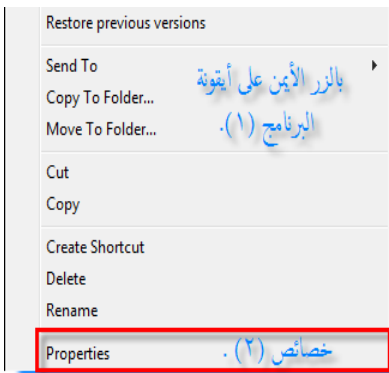 Restore previous versions
Send To
بالزر الأيمن على أيقونة
Copy To Folder...
البرنامج (١).
Move To Folder...
Cut
Copy
Create Shortcut
Delete
Rename
Properties
خصائص (٢) .